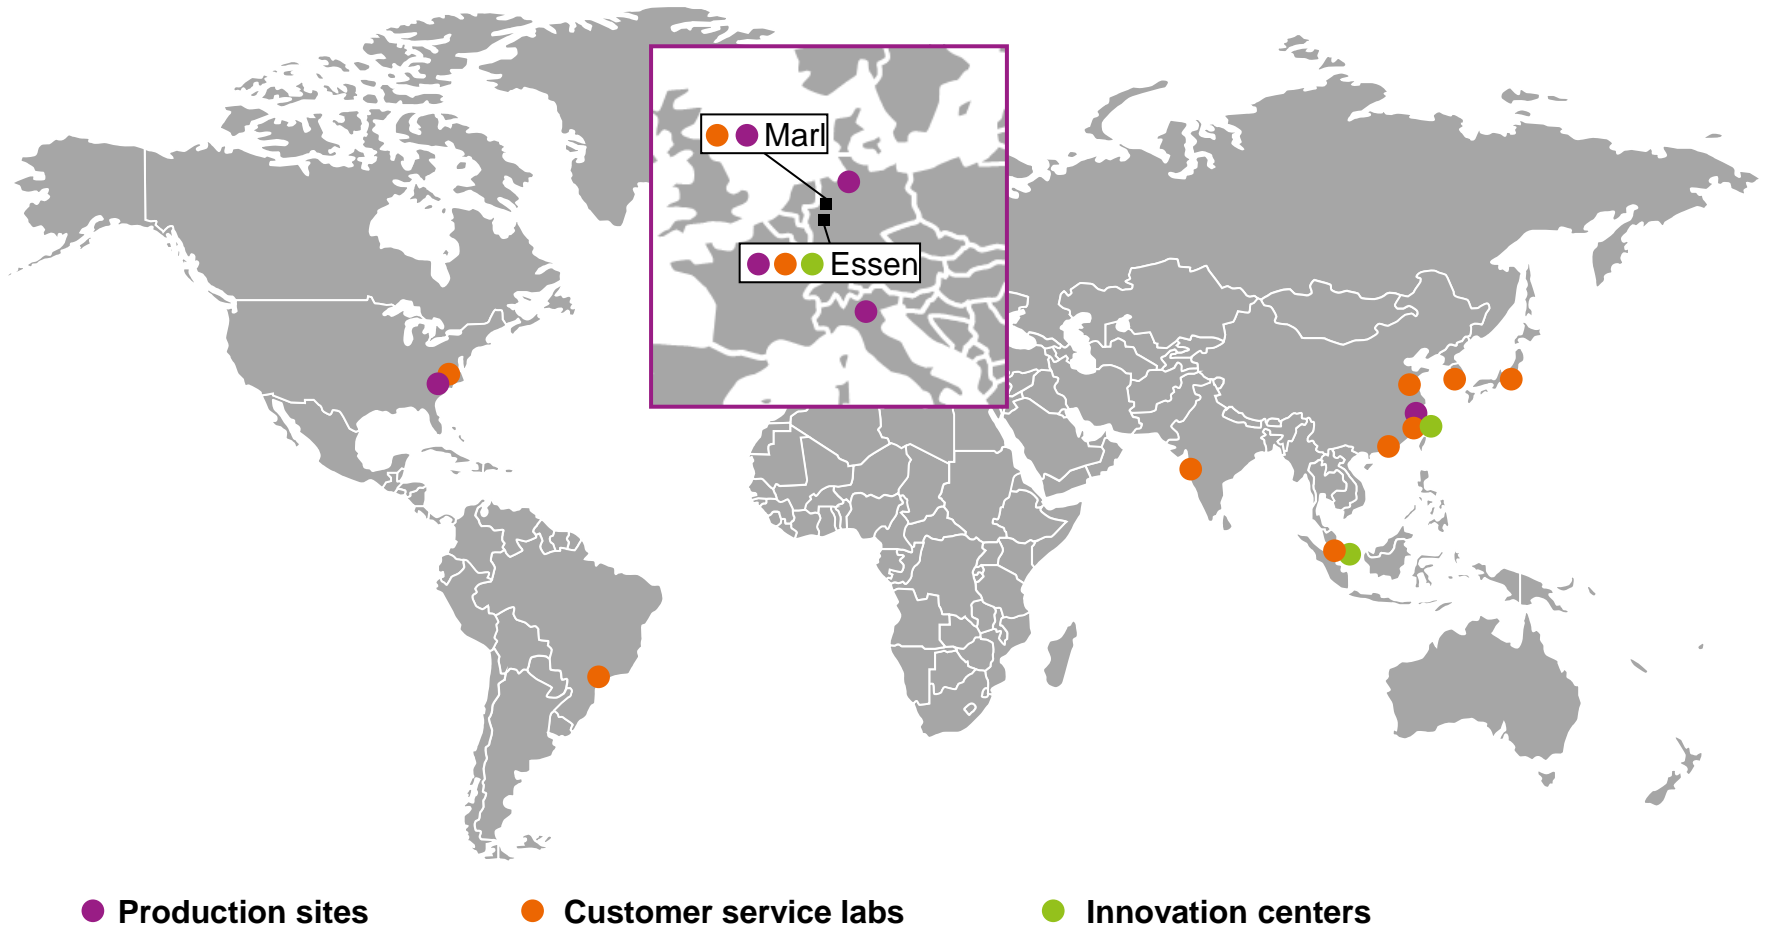 Marl
Essen
Production sites
Customer service labs
Innovation centers